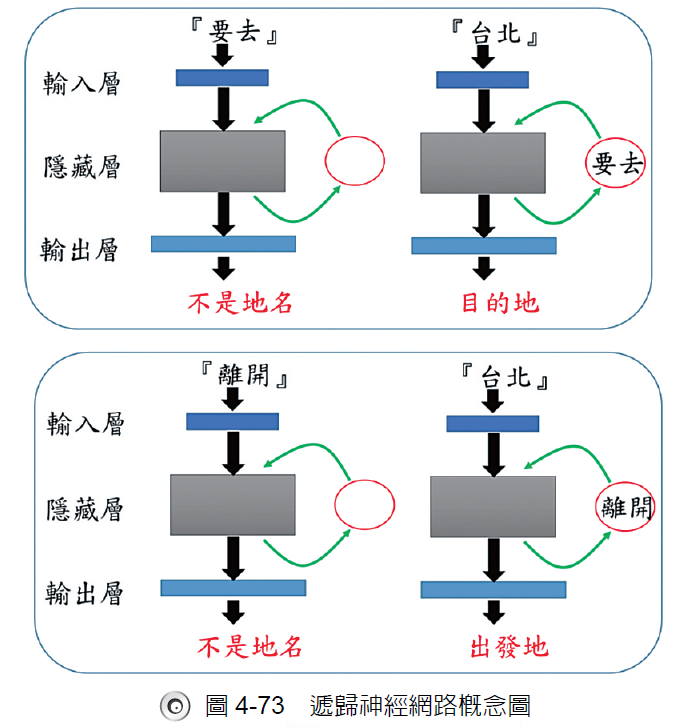 『要去』 『台北』
輸入層
隱藏層 要去
輸出層
不是地名 目的地
『離開』 『台北』
輸入層
隱藏層 離開
輸出層
不是地名 出發地
圖 4-73 遞歸神經網路概念圖